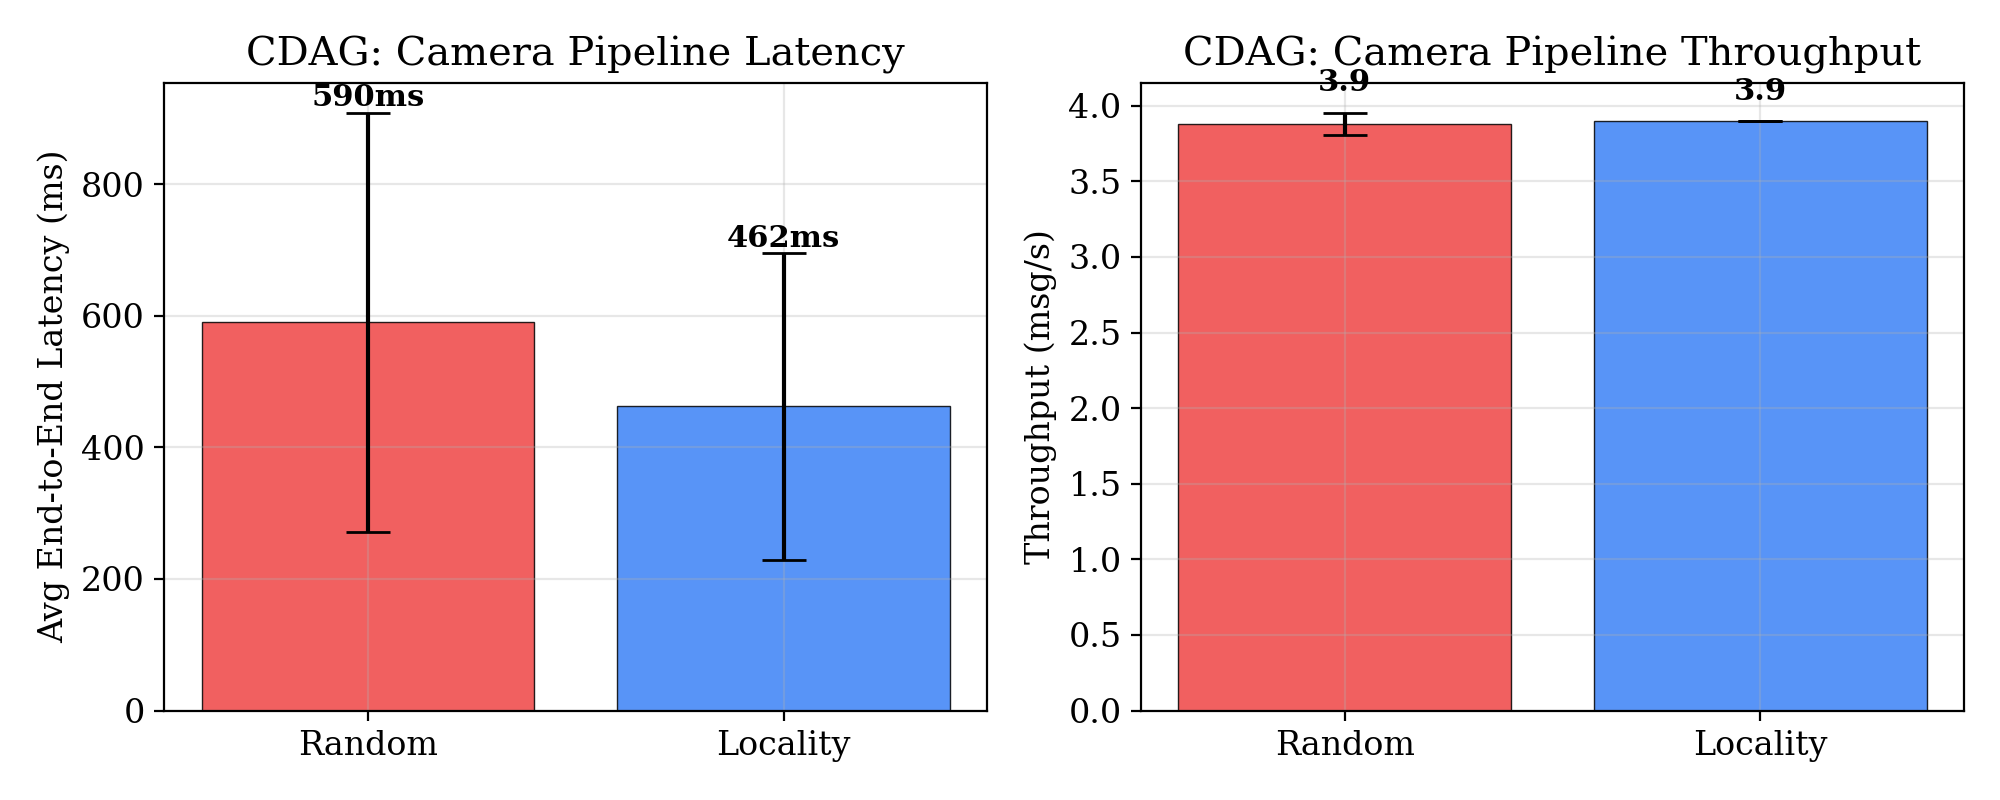 CDAG: Camera Pipeline Latency
590ms
462ms
Avg End-to-End Latency (ms)
800
600
400
200
0
Random
Locality
CDAG: Camera Pipeline Throughput
3.9
3.9
Throughput (msg/s)
4.0
3.5
3.0
2.5
2.0
1.5
1.0
0.5
0.0
Random
Locality